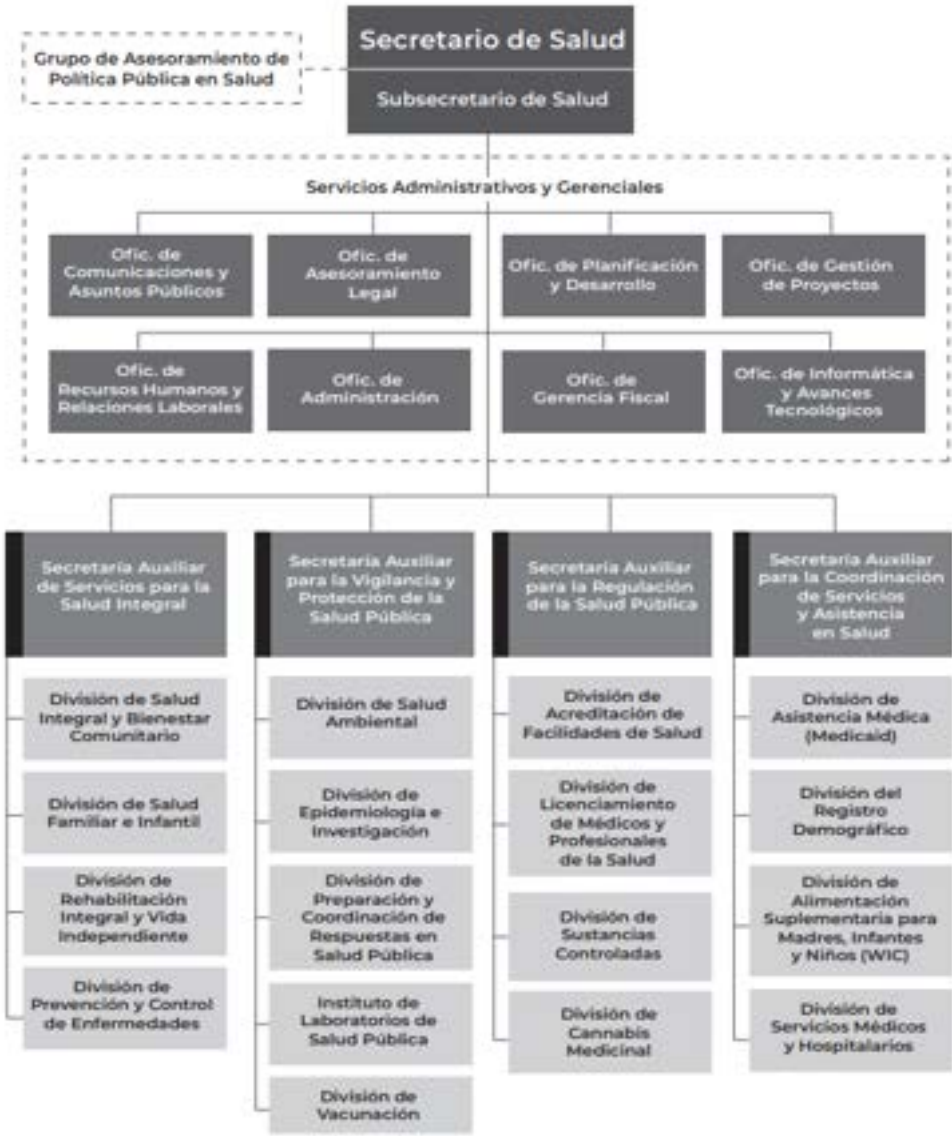 Secretario de Salud
Subsecretario de Salud
Grupo de Asesoramiento de
Política Pública en Salud
Servicios Administrativos y Gerenciales
Ofic. de
Comunicaciones y
Asuntos Públicos
Ofic. de
Asesoramiento
Legal
Ofic. de Planificación
y Desarrollo
Ofic. de Gestión
de Proyectos
Ofic. de
Recursos Humanos y
Relaciones Laborales
Ofic. de
Administración
Ofic. de
Gerencia Fiscal
Ofic. de Informática
y Avances
Tecnológicos
Secretaría Auxiliar
de Servicios para la
Salud Integral
División de Salud
Integral y Bienestar
Comunitario
División de Salud
Familiar e Infantil
División de
Rehabilitación
Integral y Vida
Independiente
División de
Prevención y Control
de Enfermedades
Secretaría Auxiliar
para la Vigilancia y
Protección de la
Salud Pública
División de Salud
Ambiental
División de
Epidemiología e
Investigación
División de
Preparación y
Coordinación de
Respuestas en
Salud Pública
Instituto de
Laboratorios de
Salud Pública
División de
Vacunación
Secretaría Auxiliar
para la Regulación
de la Salud Pública
División de
Acreditación de
Facilidades de Salud
División de
Licenciamiento
de Médicos y
Profesionales
de la Salud
División de
Sustancias
Controladas
División de
Cannabis
Medicinal
Secretaría Auxiliar
para la Coordinación
de Servicios
y Asistencia
en Salud
División de
Asistencia Médica
(Medicaid)
División del
Registro
Demográfico
División de
Alimentación
Suplementaria para
Madres, Infantes
y Niños (WIC)
División de
Servicios Médicos
y Hospitalarios